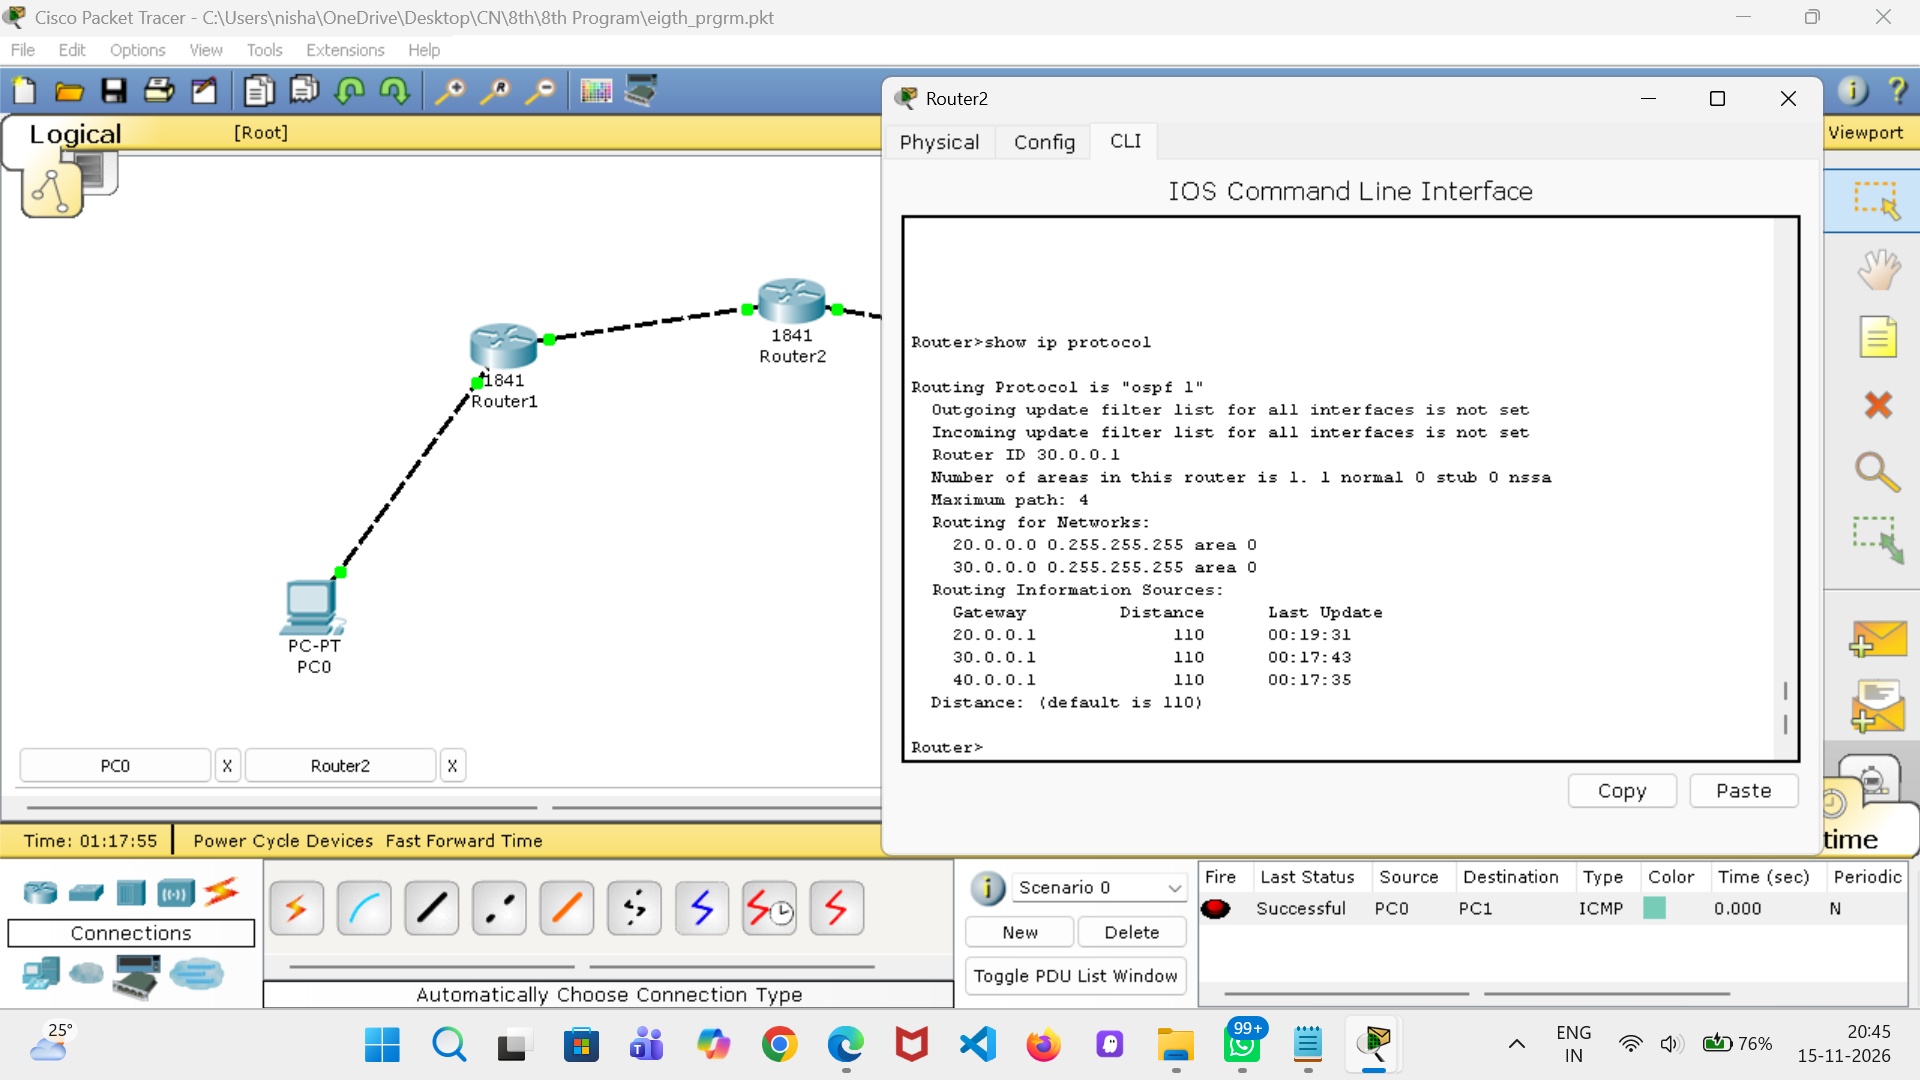 Cisco Packet Tracer - C:\Users\nisha\OneDrive\Desktop\CN\8th\8th Program\eigth_prgrm.pkt
File Edit Options View Tools Extensions Help
Logical
[Root]
Viewport
1841
Router2
1841
Router1
PC-PT
PC0
PC0 X Router2 X
Router2
Physical Config CLI
IOS Command Line Interface
Router>show ip protocol
Routing Protocol is "ospf 1"
Outgoing update filter list for all interfaces is not set
Incoming update filter list for all interfaces is not set
Router ID 30.0.0.1
Number of areas in this router is 1. 1 normal 0 stub 0 nssa
Maximum path: 4
Routing for Networks:
20.0.0.0 0.255.255.255 area 0
30.0.0.0 0.255.255.255 area 0
Routing Information Sources:
Gateway Distance Last Update
20.0.0.1 110 00:19:31
30.0.0.1 110 00:17:43
40.0.0.1 110 00:17:35
Distance: (default is 110)
Router>
Copy Paste
time
Time: 01:17:55 Power Cycle Devices Fast Forward Time
Connections
Automatically Choose Connection Type
Scenario 0
New Delete
Toggle PDU List Window
Fire Last Status Source Destination Type Color Time (sec) Periodic
Successful PC0 PC1 ICMP 0.000 N
25°
99+
ENG
IN
76%
20:45
15-11-2026